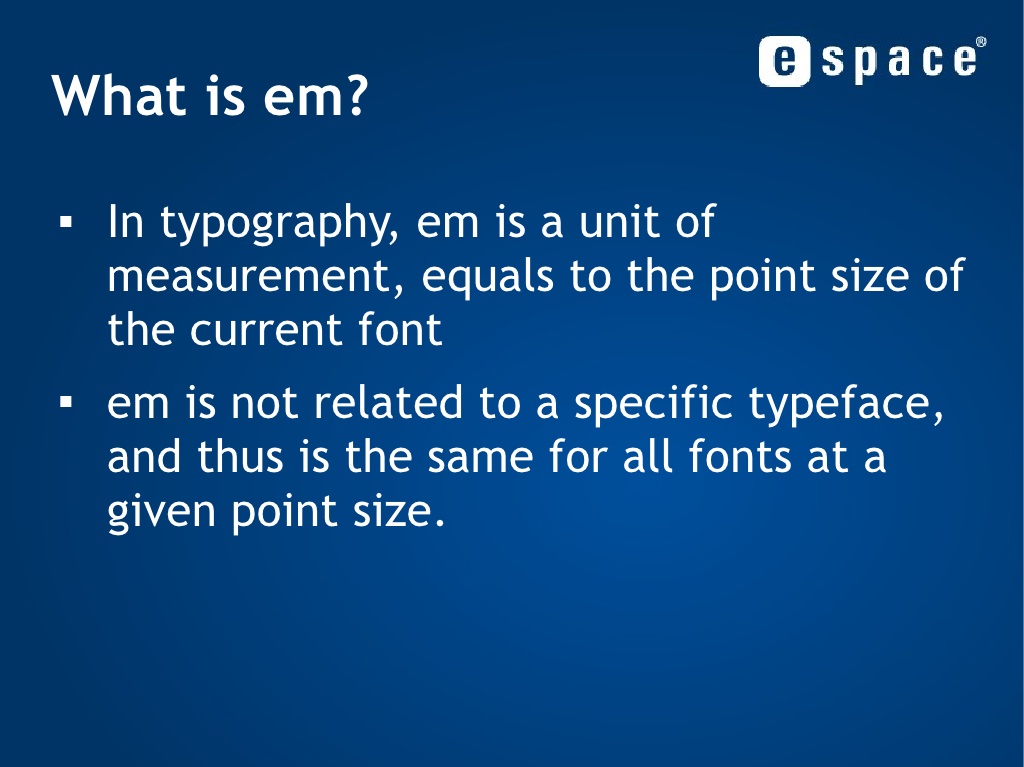 e space®
What is em?
▪ In typography, em is a unit of
measurement, equals to the point size of
the current font
▪ em is not related to a specific typeface,
and thus is the same for all fonts at a
given point size.